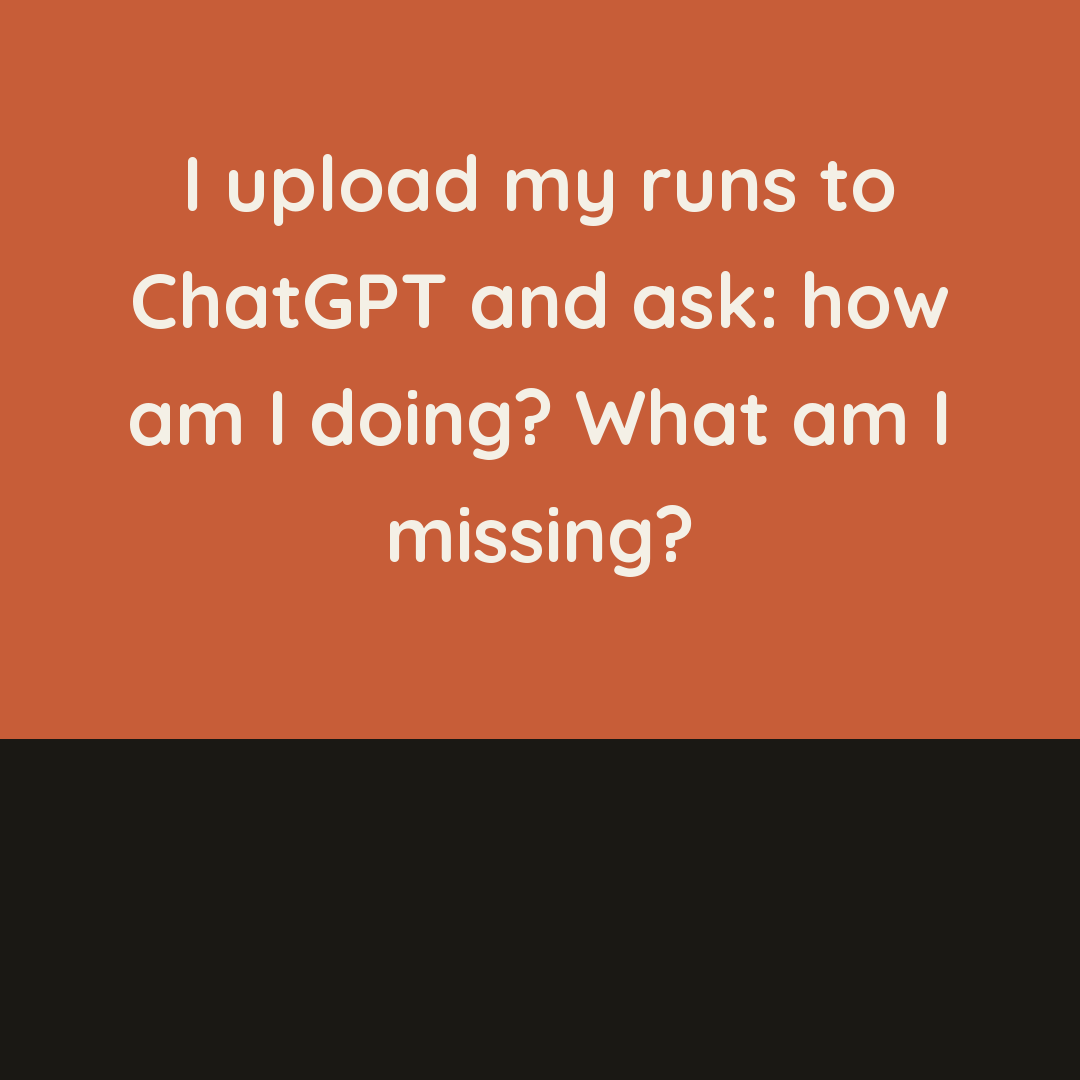 I upload my runs to
ChatGPT and ask: how
am I doing? What am I
missing?